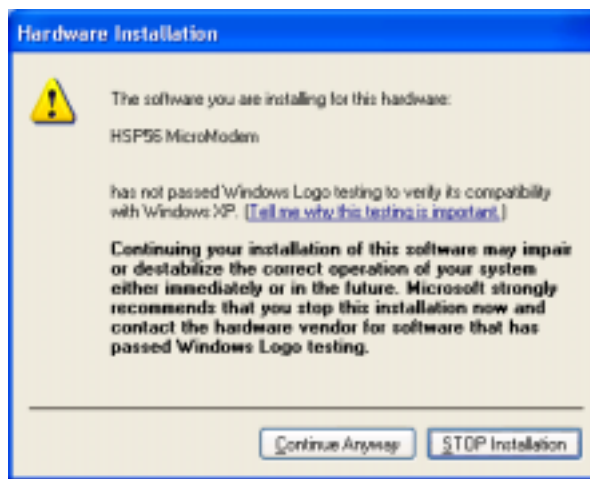 Hardware Installation
The software you are installing for this hardware:
HSP56 MicroModem
has not passed Windows Logo testing to verify its compatibility
with Windows XP. (Tell me why this testing is important.)
Continuing your installation of this software may impair
or destabilize the correct operation of your system
either immediately or in the future. Microsoft strongly
recommends that you stop this installation now and
contact the hardware vendor for software that has
passed Windows Logo testing.
Continue Anyway
STOP Installation